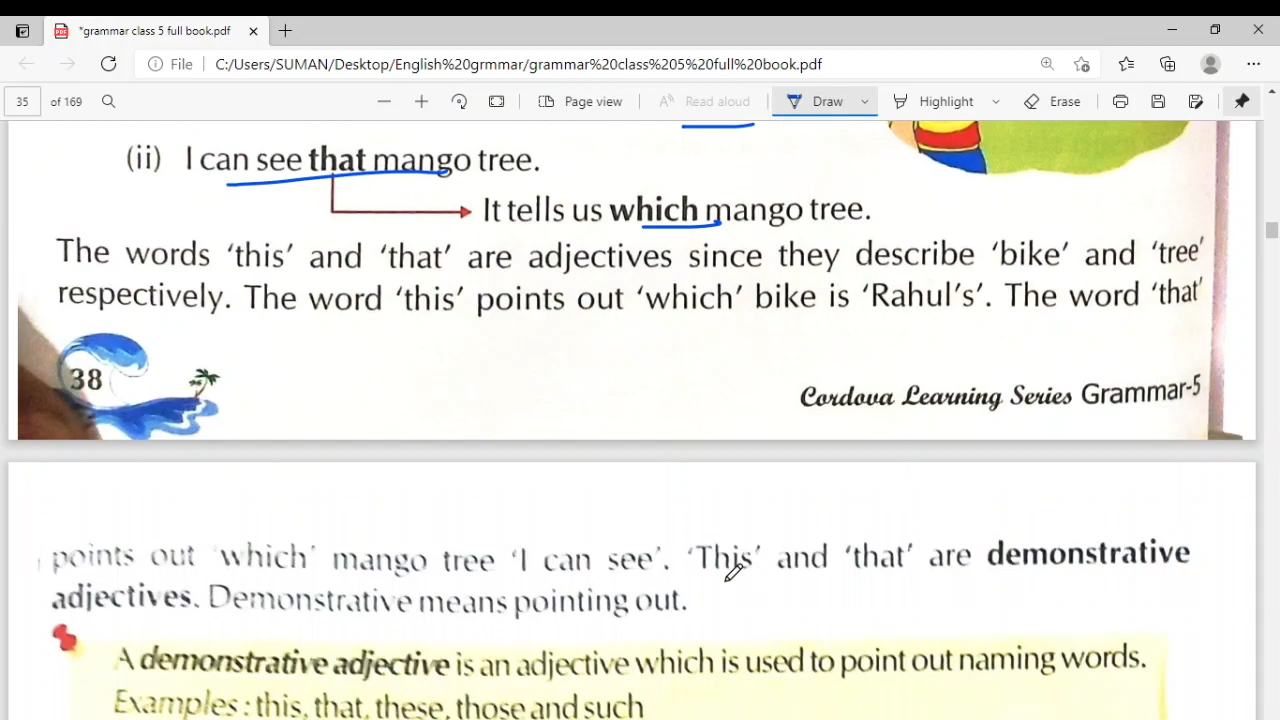 *grammar class 5 full book.pdf
File C:/Users/SUMAN/Desktop/English%20grmmar/grammar%20class%205%20full%20book.pdf
35 of 169 Page view Read aloud Draw Highlight Erase
(ii) I can see that mango tree.
It tells us which mango tree.
The words ‘this’ and ‘that’ are adjectives since they describe ‘bike’ and ‘tree’
respectively. The word ‘this’ points out ‘which’ bike is ‘Rahul’s’. The word ‘that’
38
Cordova Learning Series Grammar-5
points out ‘which’ mango tree ‘I can see’. ‘This’ and ‘that’ are demonstrative
adjectives. Demonstrative means pointing out.
A demonstrative adjective is an adjective which is used to point out naming words.
Examples : this, that, these, those and such